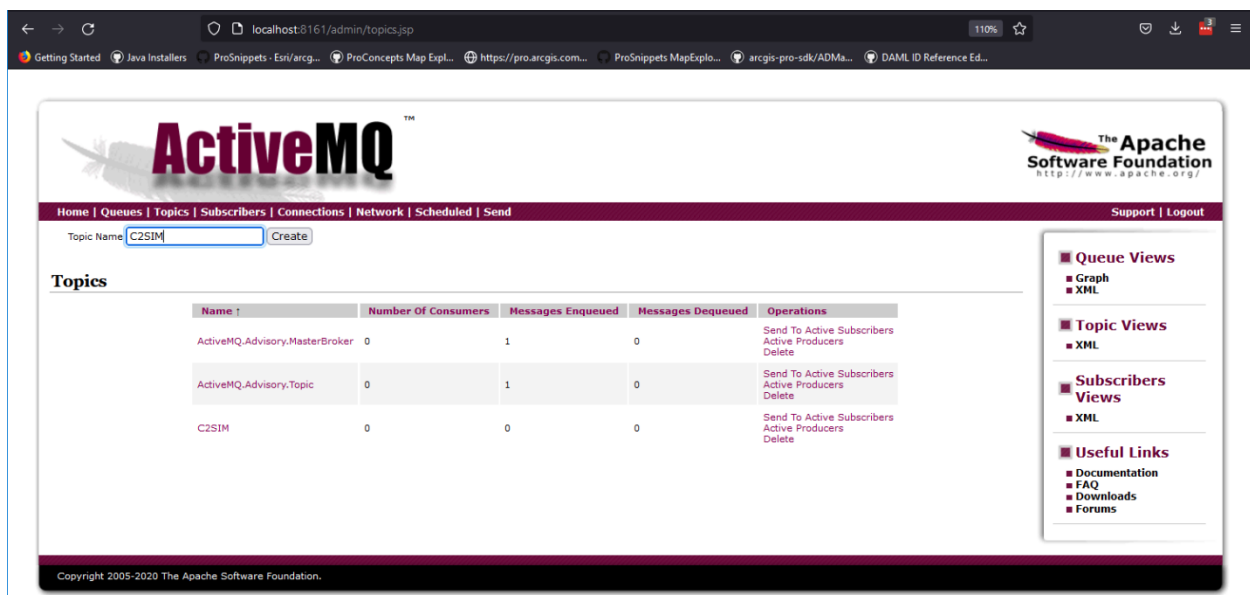 localhost:8161/admin/topics.jsp
110%
3
Getting Started Java Installers ProSnippets - Esri/arcg... ProConcepts Map Expl... https://pro.arcgis.com... ProSnippets MapExplo... arcgis-pro-sdk/ADMa... DAML ID Reference Ed...
ActiveMQ ™
The Apache
Software Foundation
http://www.apache.org/
Home | Queues | Topics | Subscribers | Connections | Network | Scheduled | Send
Support | Logout
Topic Name C2SIM Create
Topics
Name ↑ Number Of Consumers Messages Enqueued Messages Dequeued Operations
ActiveMQ.Advisory.MasterBroker 0 1 0 Send To Active Subscribers
Active Producers
Delete
ActiveMQ.Advisory.Topic 0 1 0 Send To Active Subscribers
Active Producers
Delete
C2SIM 0 0 0 Send To Active Subscribers
Active Producers
Delete
Queue Views
Graph
XML
Topic Views
XML
Subscribers
Views
XML
Useful Links
Documentation
FAQ
Downloads
Forums
Copyright 2005-2020 The Apache Software Foundation.